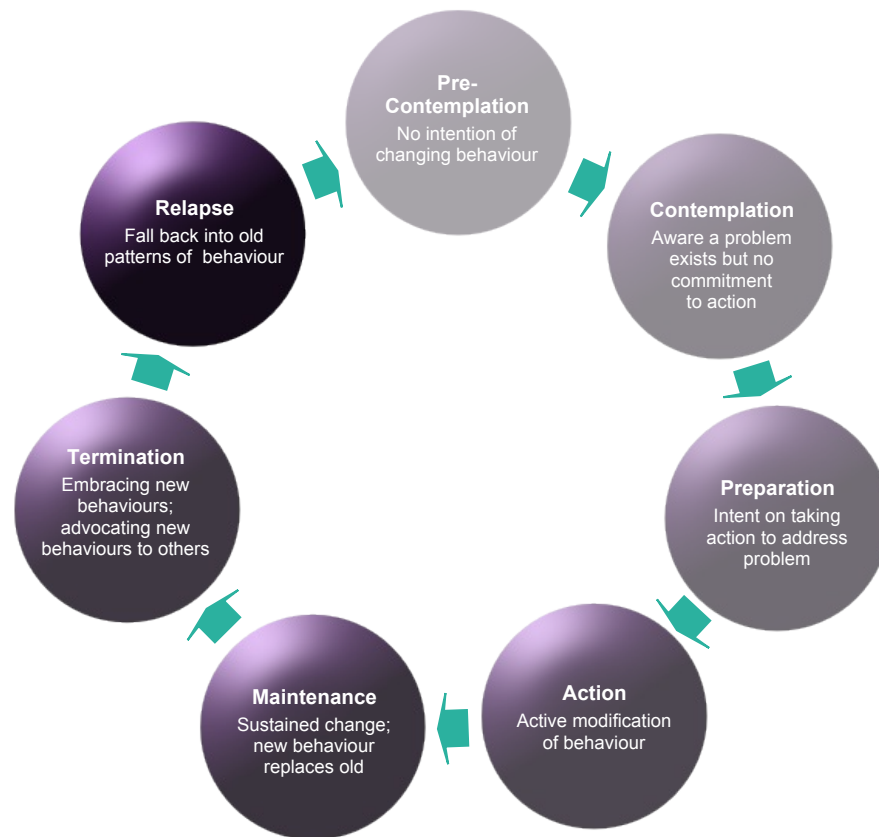 Pre-
Contemplation
No intention of
changing behaviour
Contemplation
Aware a problem
exists but no
commitment
to action
Preparation
Intent on taking
action to address
problem
Action
Active modification
of behaviour
Maintenance
Sustained change;
new behaviour
replaces old
Termination
Embracing new
behaviours;
advocating new
behaviours to others
Relapse
Fall back into old
patterns of behaviour